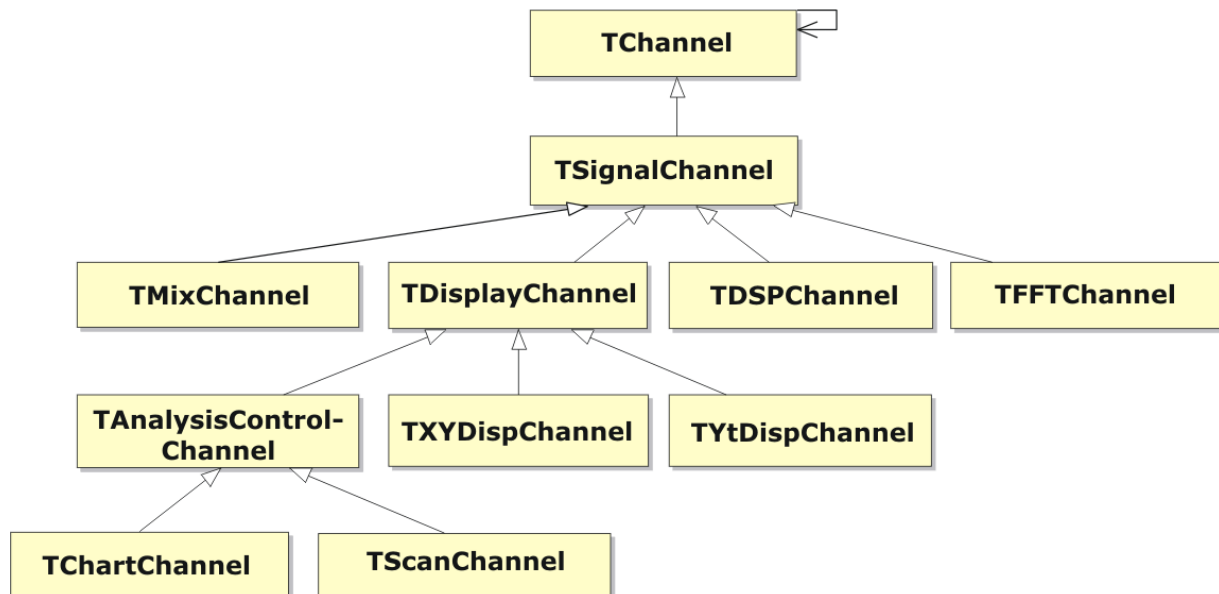 TChannel
TSignalChannel
TMixChannel
TDisplayChannel
TDSPChannel
TFFTChannel
TAnalysisControl-
Channel
TXYDispChannel
TYtDispChannel
TChartChannel
TScanChannel